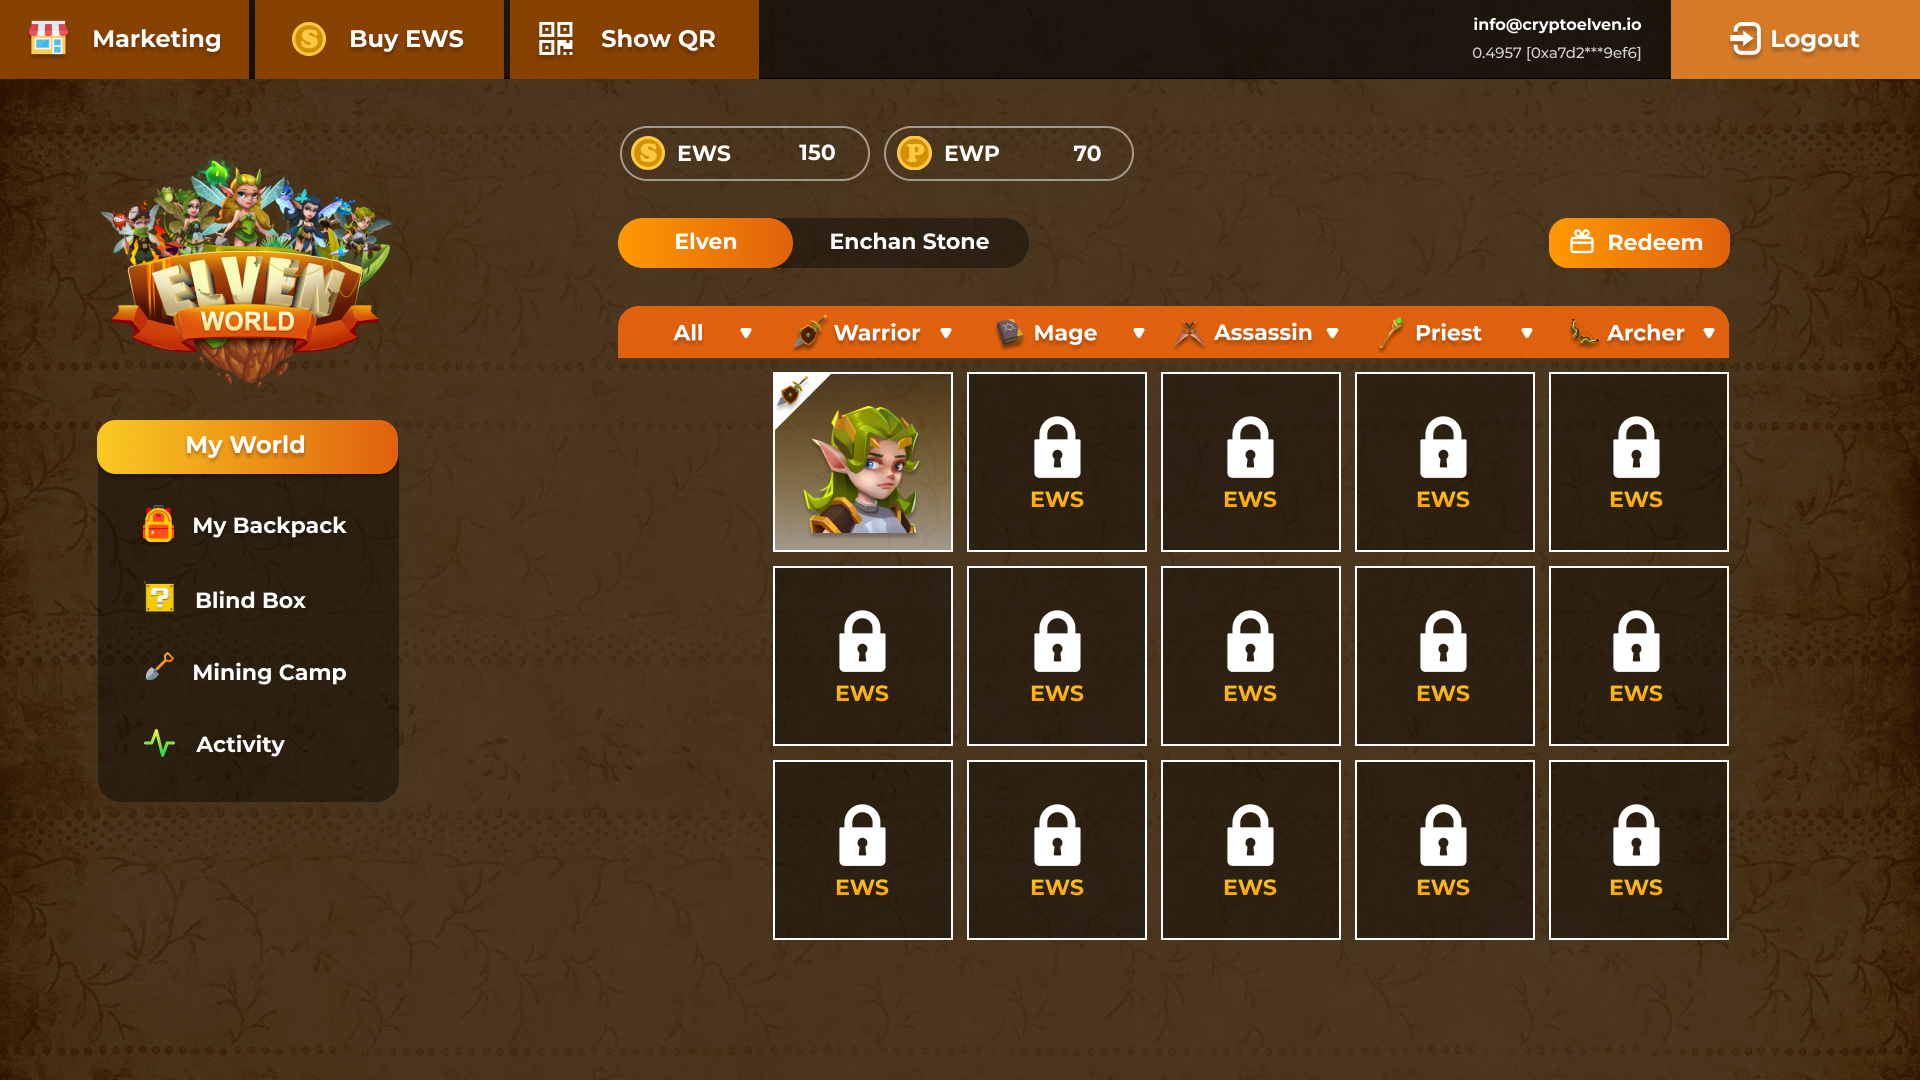 Marketing
Buy EWS
Show QR
info@cryptoelven.io
0.4957 [0xa7d2***9ef6]
Logout
S EWS 150
P EWP 70
Elven
Enchan Stone
Redeem
ELVEN
WORLD
All
Warrior
Mage
Assassin
Priest
Archer
My World
My Backpack
? Blind Box
Mining Camp
Activity
EWS
EWS
EWS
EWS
EWS
EWS
EWS
EWS
EWS
EWS
EWS
EWS
EWS
EWS